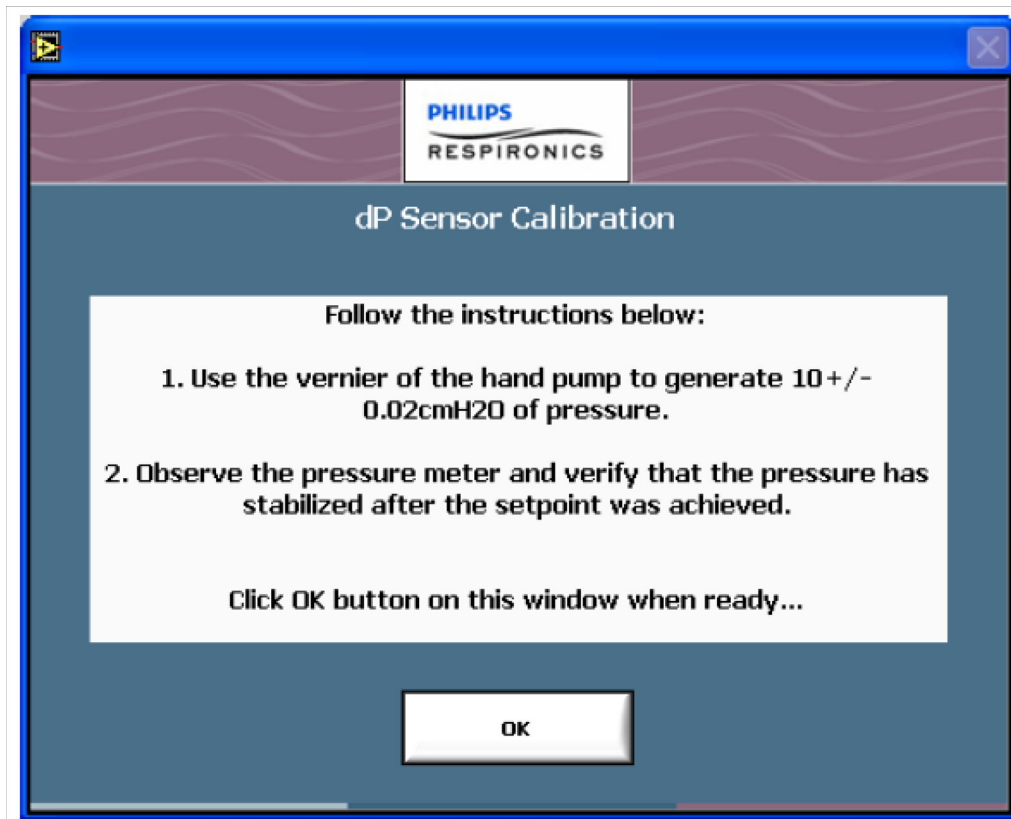 PHILIPS
RESPIRONICS
dP Sensor Calibration
Follow the instructions below:
1. Use the vernier of the hand pump to generate 10+/-
0.02cmH2O of pressure.
2. Observe the pressure meter and verify that the pressure has
stabilized after the setpoint was achieved.
Click OK button on this window when ready...
OK